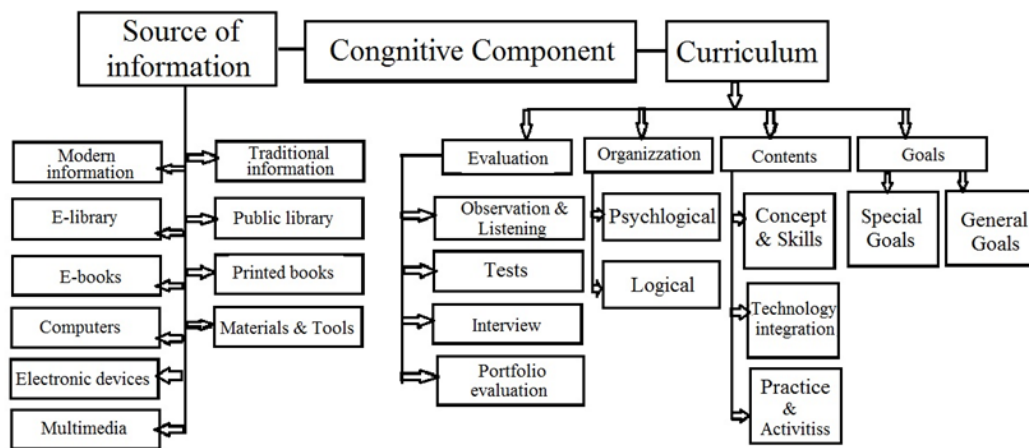 Source of
information
Congnitive Component
Curriculum
Modern
information
Traditional
information
E-library
Public library
E-books
Printed books
Computers
Materials & Tools
Electronic devices
Multimedia
Evaluation
Observation &
Listening
Tests
Interview
Portfolio
evaluation
Organizzation
Psychlogical
Logical
Contents
Concept
& Skills
Technology
integration
Practice
&
Activitiss
Goals
Special
Goals
General
Goals